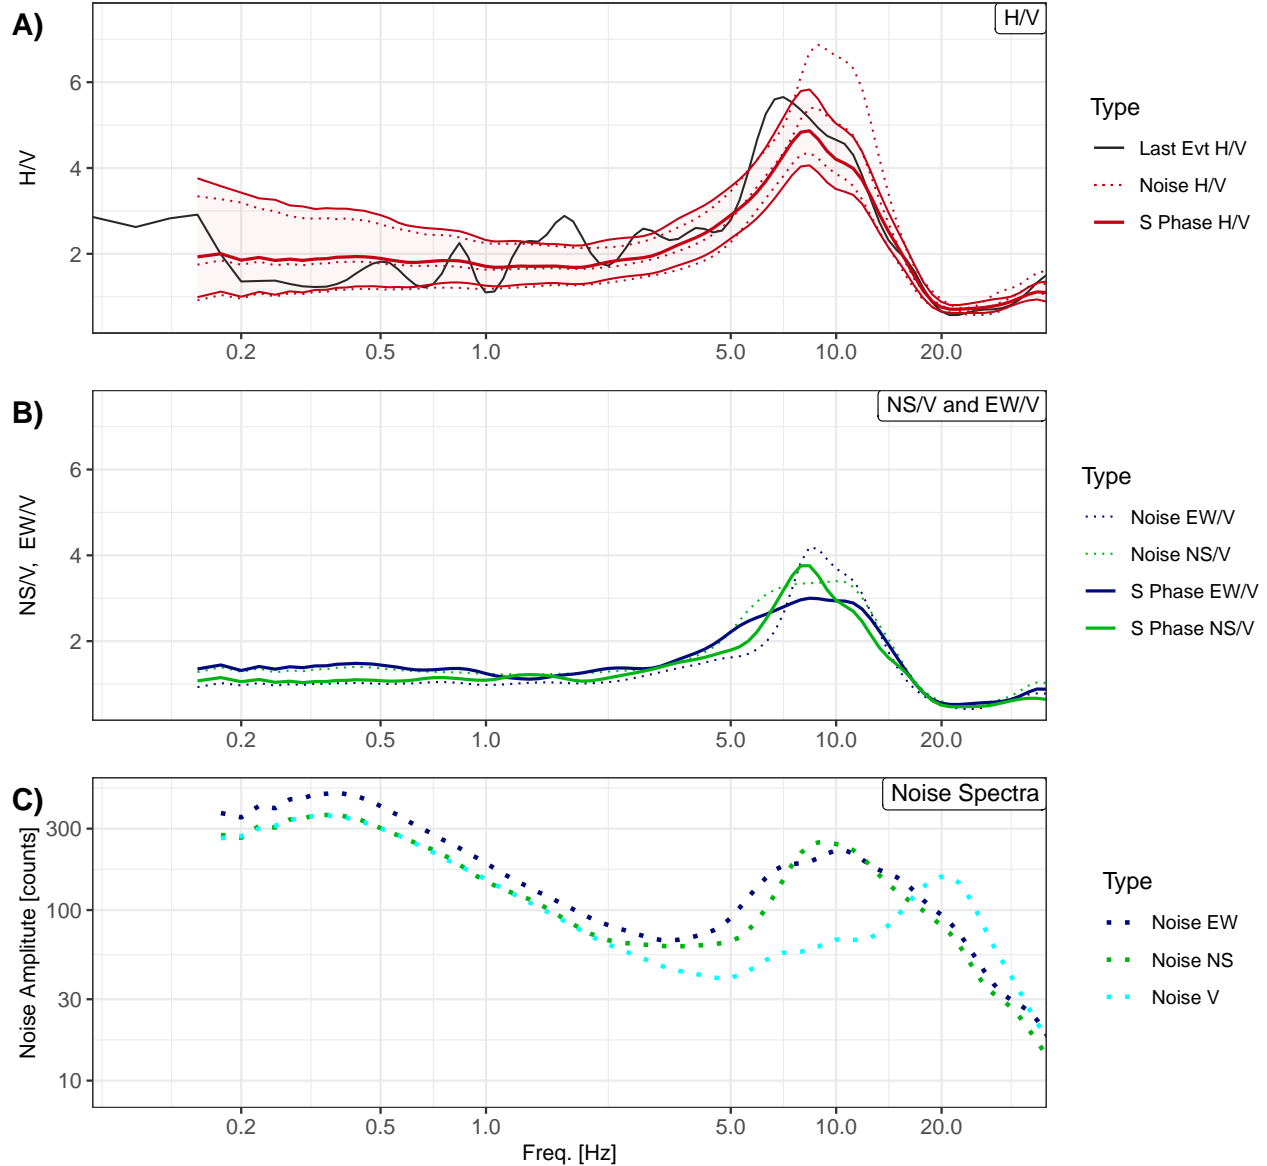 A)
H/V
6
4
2
H/V
0.2 0.5 1.0 5.0 10.0 20.0
Type
Last Evt H/V
Noise H/V
S Phase H/V
B)
NS/V and EW/V
6
4
2
NS/V, EW/V
0.2 0.5 1.0 5.0 10.0 20.0
Type
Noise EW/V
Noise NS/V
S Phase EW/V
S Phase NS/V
C)
Noise Spectra
300
100
30
10
Noise Amplitute [counts]
0.2 0.5 1.0 5.0 10.0 20.0
Freq. [Hz]
Type
Noise EW
Noise NS
Noise V